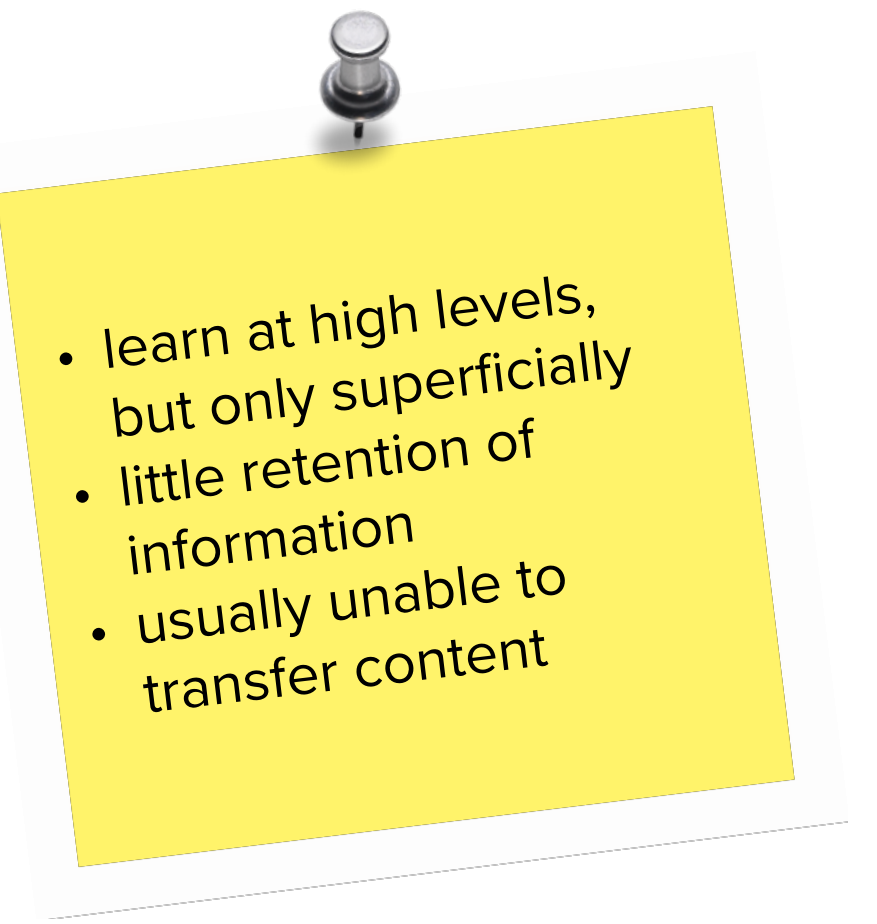 • learn at high levels,
but only superficially
• little retention of
information
• usually unable to
transfer content